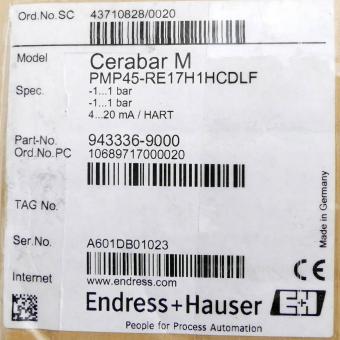 Ord.No.SC 43710828/0020
Model Cerabar M
PMP45-RE17H1HCDLF
Spec. -1...1 bar
-1...1 bar
4...20 mA / HART
Part-No. 943336-9000
Ord.No.PC 10689717000020
TAG No.
Ser.No. A601DB01023
Internet www.endress.com
Endress+Hauser EH
People for Process Automation
Made in Germany
CE